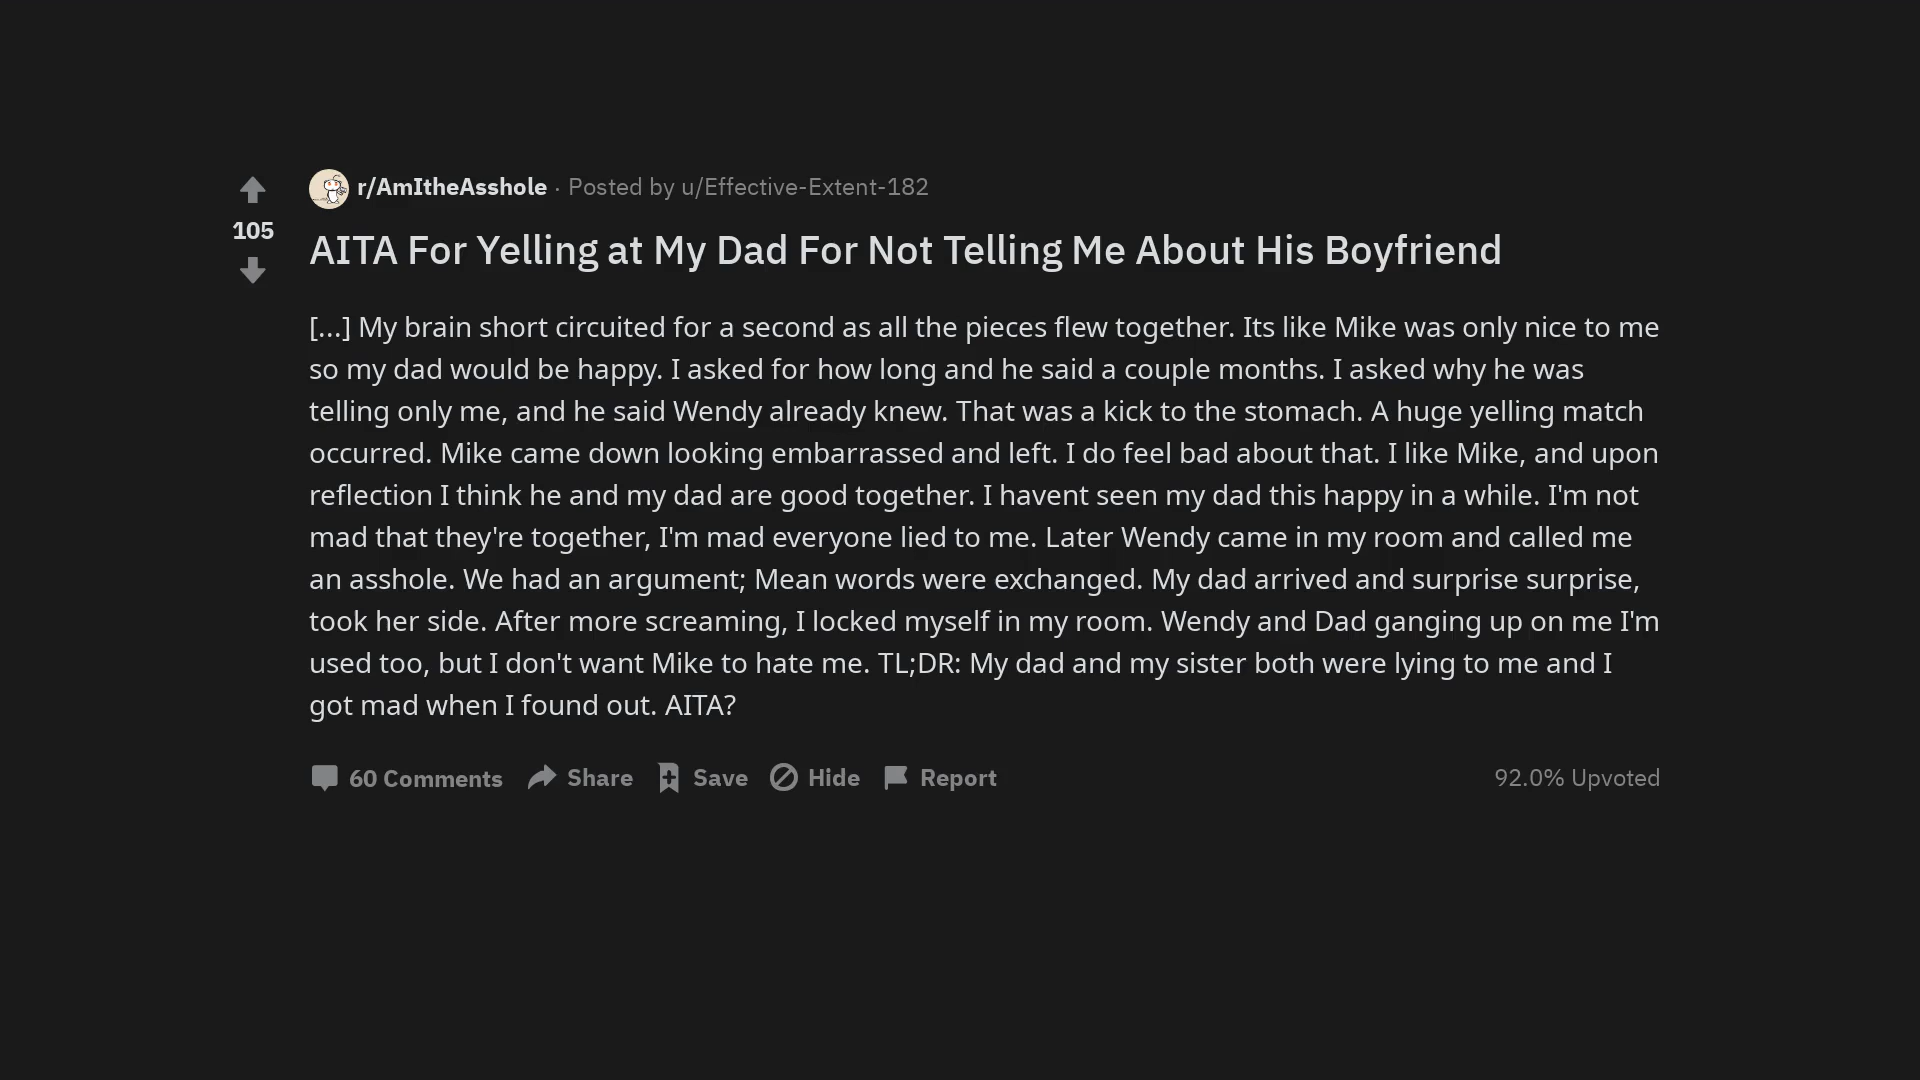 r/AmItheAsshole · Posted by u/Effective-Extent-182
105
AITA For Yelling at My Dad For Not Telling Me About His Boyfriend
[...] My brain short circuited for a second as all the pieces flew together. Its like Mike was only nice to me
so my dad would be happy. I asked for how long and he said a couple months. I asked why he was
telling only me, and he said Wendy already knew. That was a kick to the stomach. A huge yelling match
occurred. Mike came down looking embarrassed and left. I do feel bad about that. I like Mike, and upon
reflection I think he and my dad are good together. I havent seen my dad this happy in a while. I'm not
mad that they're together, I'm mad everyone lied to me. Later Wendy came in my room and called me
an asshole. We had an argument; Mean words were exchanged. My dad arrived and surprise surprise,
took her side. After more screaming, I locked myself in my room. Wendy and Dad ganging up on me I'm
used too, but I don't want Mike to hate me. TL;DR: My dad and my sister both were lying to me and I
got mad when I found out. AITA?
60 Comments Share Save Hide Report 92.0% Upvoted